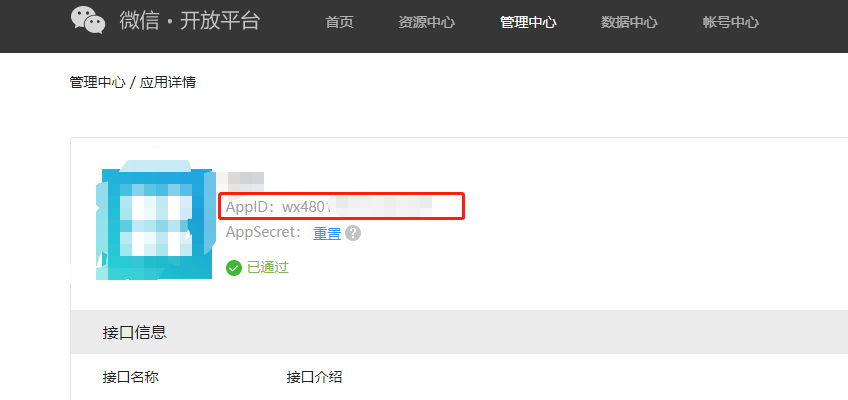 微信·开放平台 首页 资源中心 管理中心 数据中心 帐号中心
管理中心 / 应用详情
AppID：wx4801
AppSecret： 重置 ?
已通过
接口信息
接口名称 接口介绍